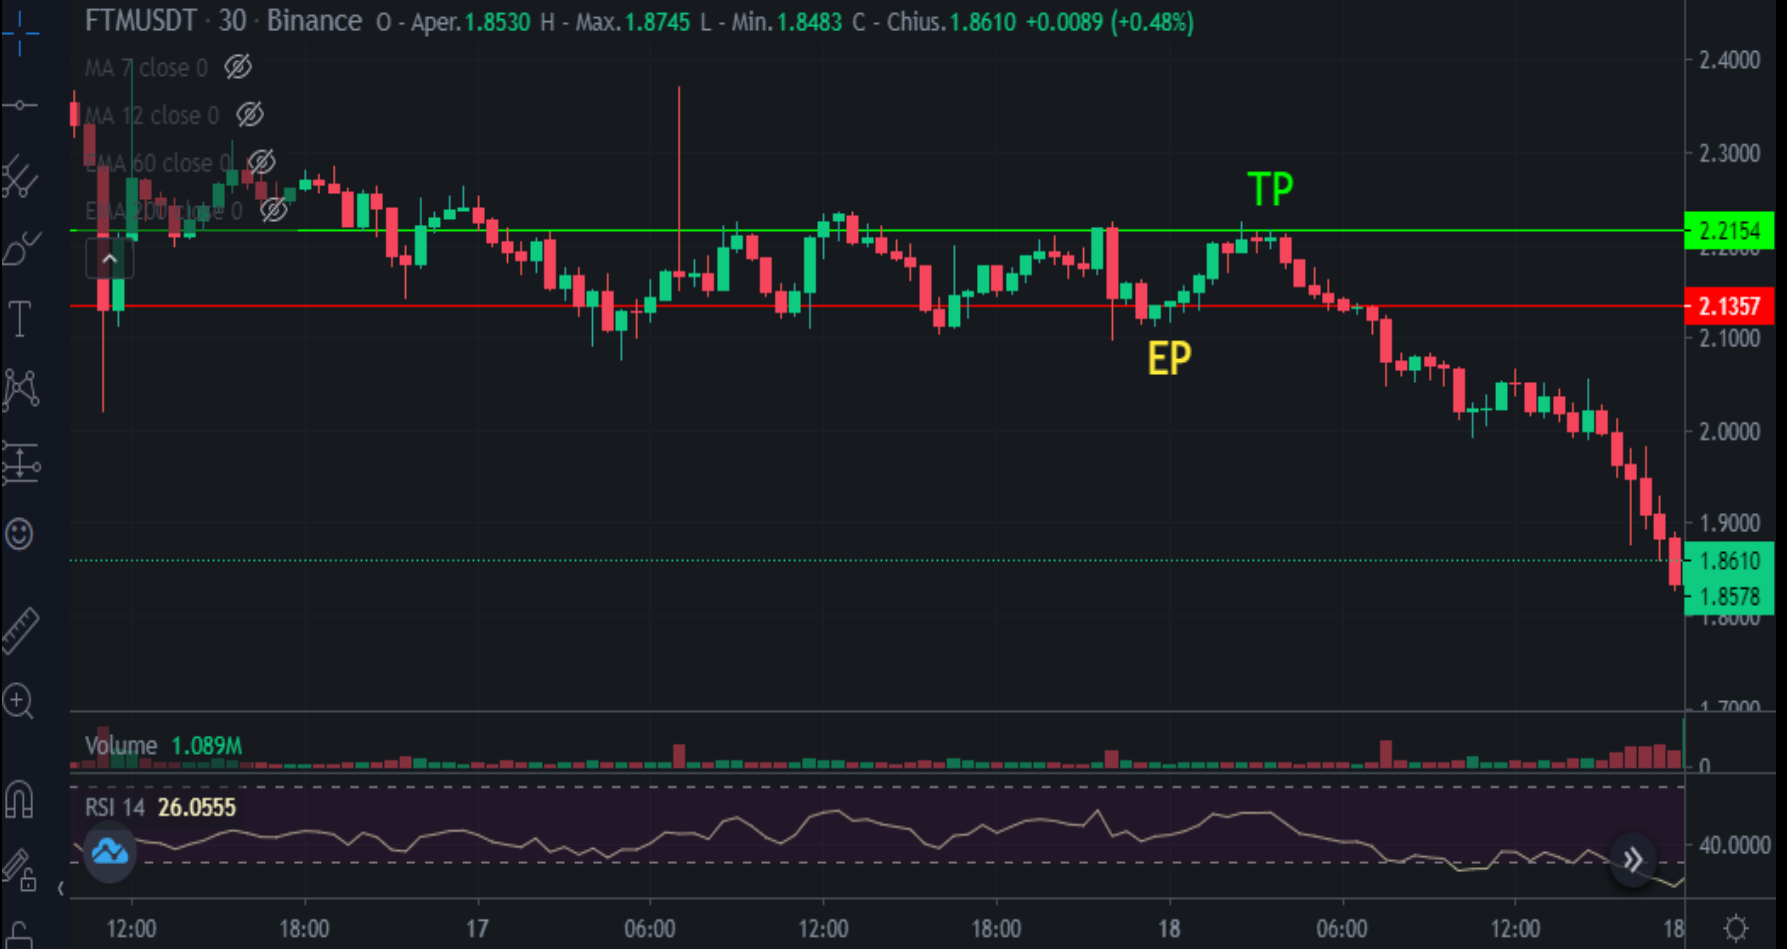 FTMUSDT · 30 · Binance O - Aper.1.8530 H - Max.1.8745 L - Min.1.8483 C - Chius.1.8610 +0.0089 (+0.48%)
MA 7 close 0
MA 12 close 0
EMA 60 close 0
EMA 200 close 0
TP
EP
2.4000
2.3000
2.2154
2.2000
2.1357
2.1000
2.0000
1.9000
1.8610
1.8578
1.8000
1.7000
Volume 1.089M
0
RSI 14 26.0555
40.0000
12:00 18:00 17 06:00 12:00 18:00 18 06:00 12:00 18